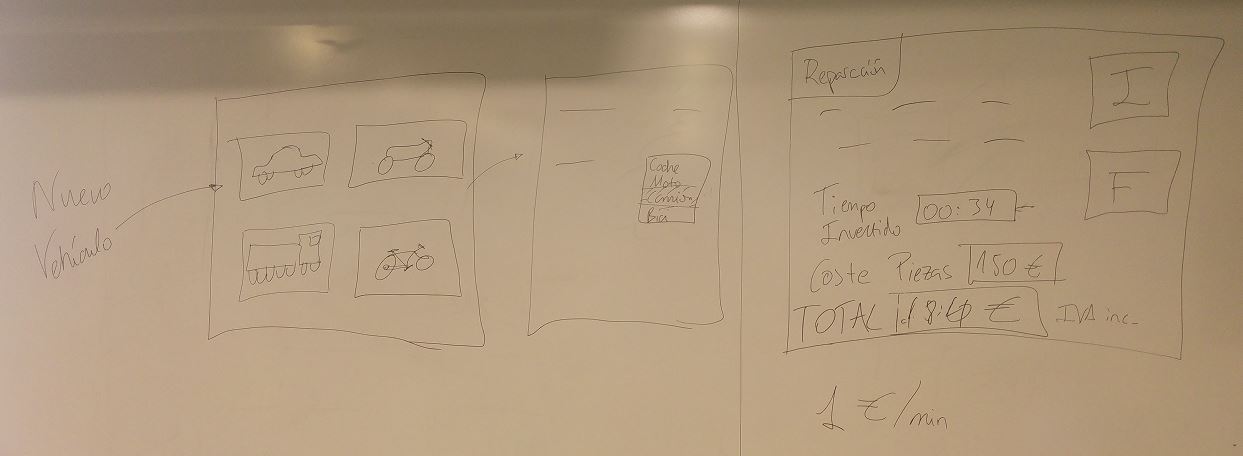 Nuevo
Vehículo
Coche
Moto
Camión
Bici
Reparación
I
F
Tiempo
Invertido
00:34
Coste Piezas 150 €
TOTAL 184 €
IVA inc.
1 €/min